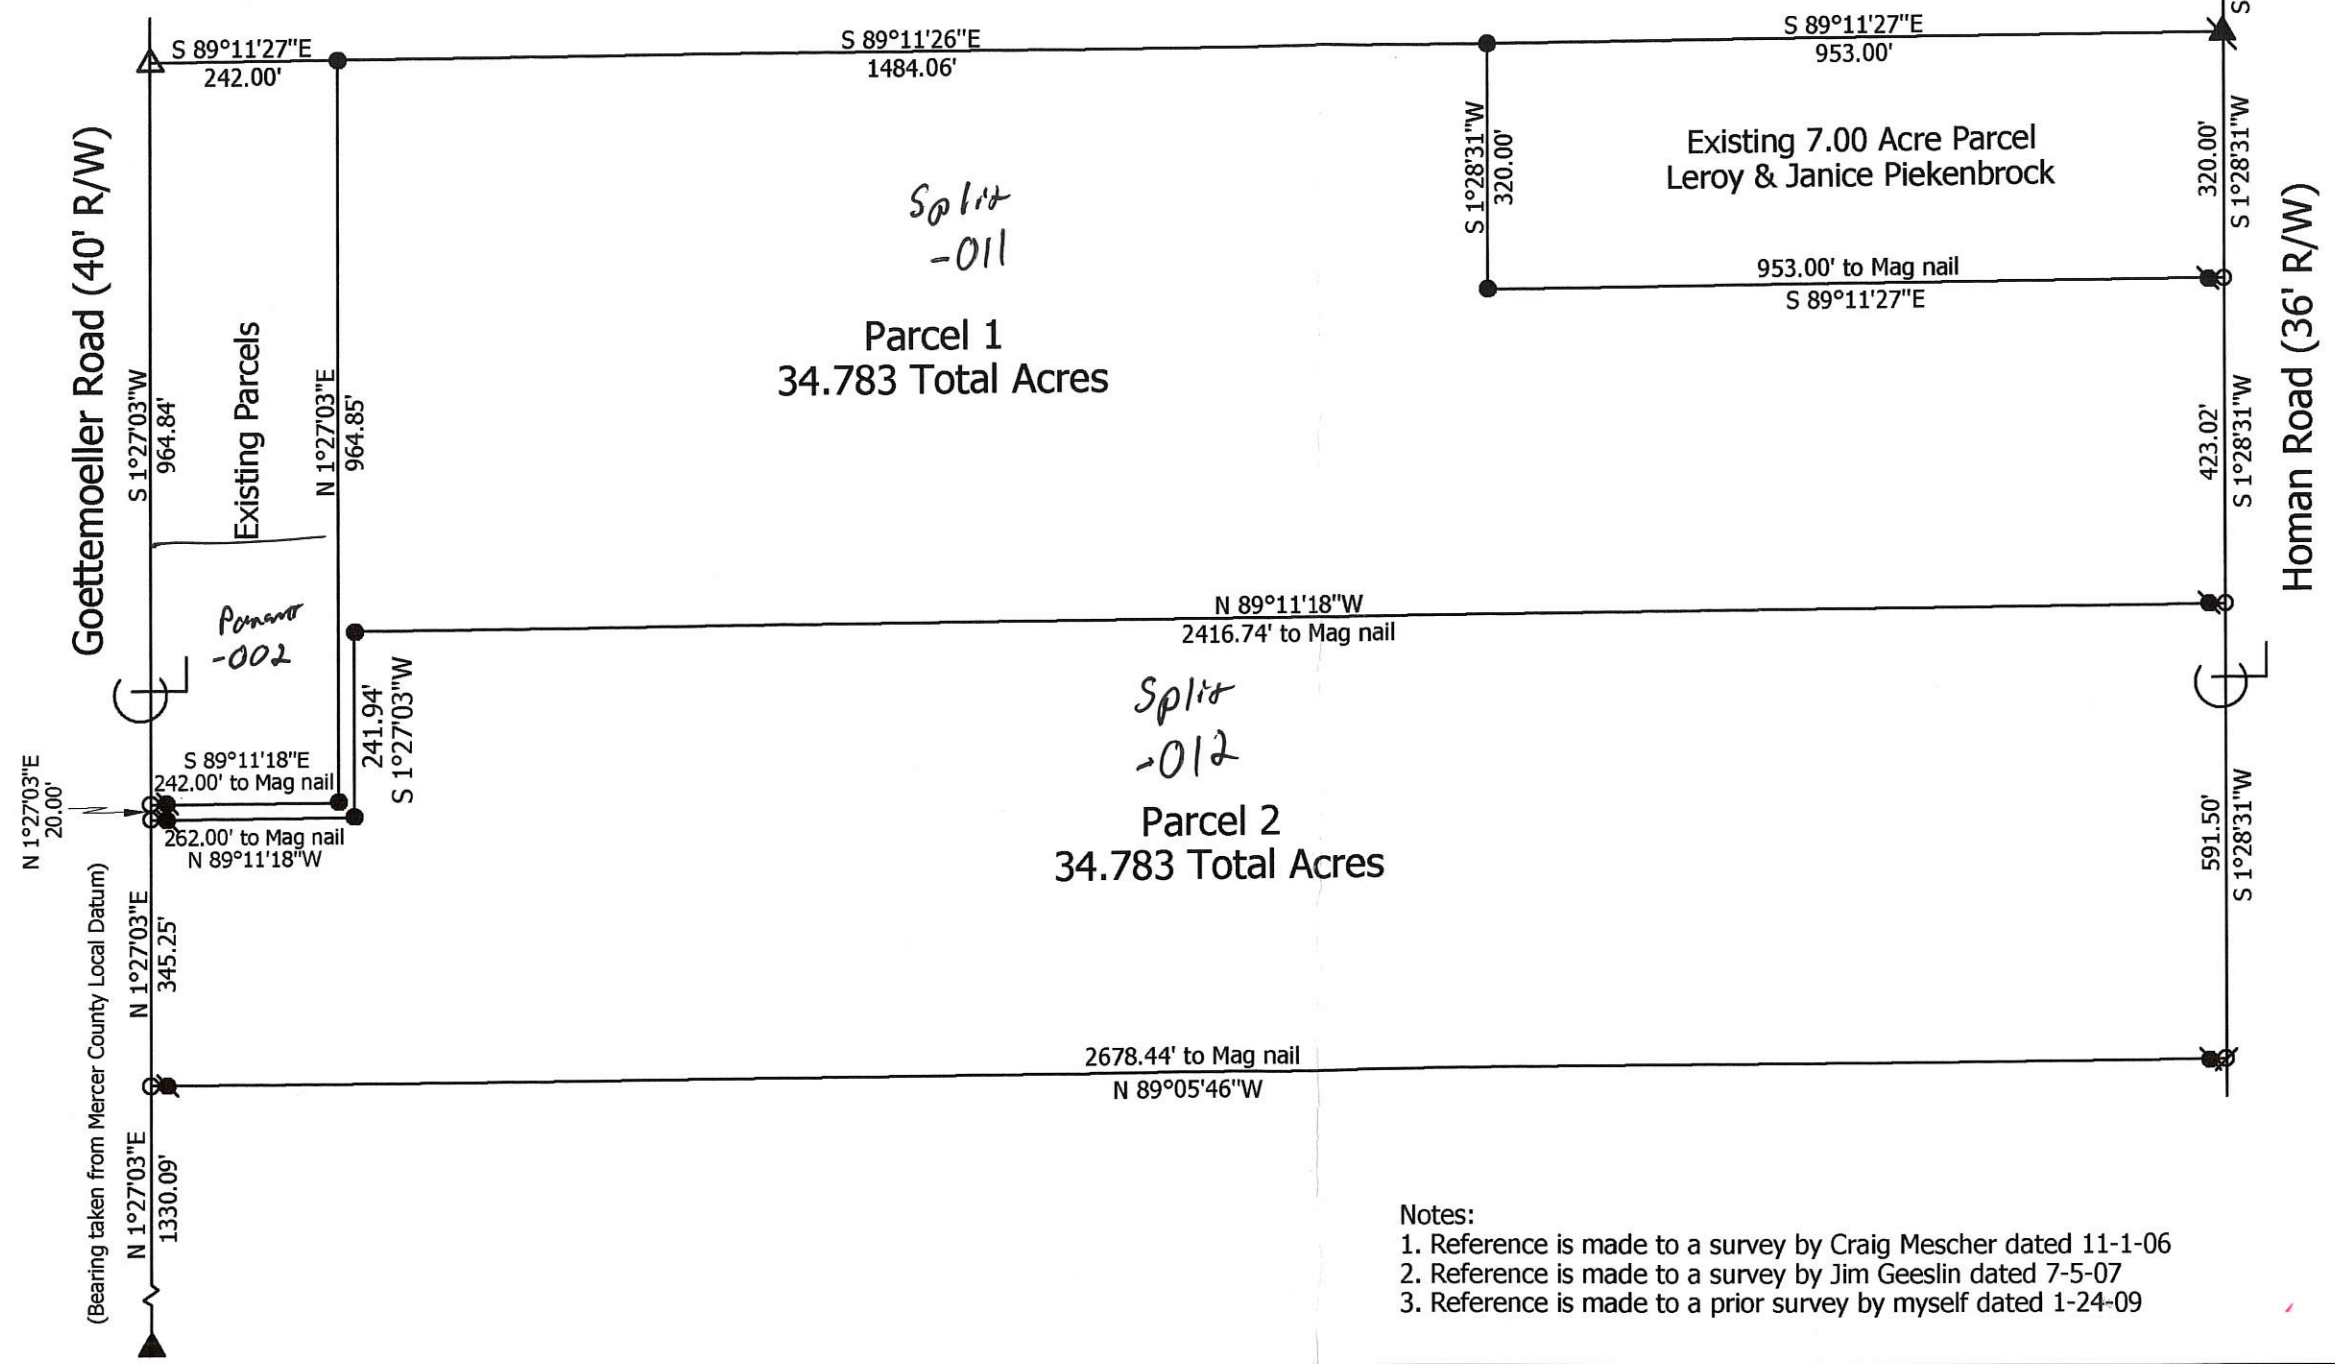 S 89°11'27"E
242.00'
S 89°11'26"E
1484.06'
S 89°11'27"E
953.00'
S
Goettemoeller Road (40' R/W)
S 1°27'03"W
964.84'
Existing Parcels
N 1°27'03"E
964.85'
Split
-011
Parcel 1
34.783 Total Acres
S 1°28'31"W
320.00'
Existing 7.00 Acre Parcel
Leroy & Janice Piekenbrock
320.00'
S 1°28'31"W
953.00' to Mag nail
S 89°11'27"E
Homan Road (36' R/W)
423.02'
S 1°28'31"W
-002
N 89°11'18"W
2416.74' to Mag nail
241.94'
S 1°27'03"W
Split
-012
Parcel 2
34.783 Total Acres
S 89°11'18"E
242.00' to Mag nail
N 1°27'03"E
20.00'
262.00' to Mag nail
N 89°11'18"W
591.50'
S 1°28'31"W
(Bearing taken from Mercer County Local Datum)
N 1°27'03"E
345.25'
2678.44' to Mag nail
N 89°05'46"W
N 1°27'03"E
1330.09'
Notes:
1. Reference is made to a survey by Craig Mescher dated 11-1-06
2. Reference is made to a survey by Jim Geeslin dated 7-5-07
3. Reference is made to a prior survey by myself dated 1-24-09